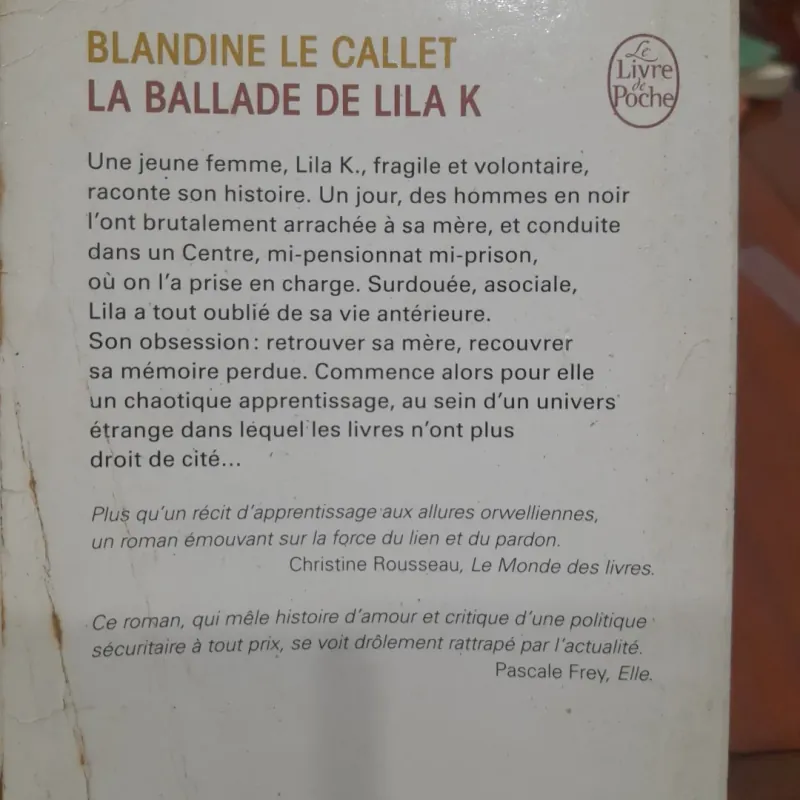 BLANDINE LE CALLET
LA BALLADE DE LILA K
Le
Livre
de
Poche
Une jeune femme, Lila K., fragile et volontaire,
raconte son histoire. Un jour, des hommes en noir
l'ont brutalement arrachée à sa mère, et conduite
dans un Centre, mi-pensionnat mi-prison,
où on l'a prise en charge. Surdouée, asociale,
Lila a tout oublié de sa vie antérieure.
Son obsession : retrouver sa mère, recouvrer
sa mémoire perdue. Commence alors pour elle
un chaotique apprentissage, au sein d'un univers
étrange dans lequel les livres n'ont plus
droit de cité...
Plus qu'un récit d'apprentissage aux allures orwelliennes,
un roman émouvant sur la force du lien et du pardon.
Christine Rousseau, Le Monde des livres.
Ce roman, qui mêle histoire d'amour et critique d'une politique
sécuritaire à tout prix, se voit drôlement rattrapé par l'actualité.
Pascale Frey, Elle.